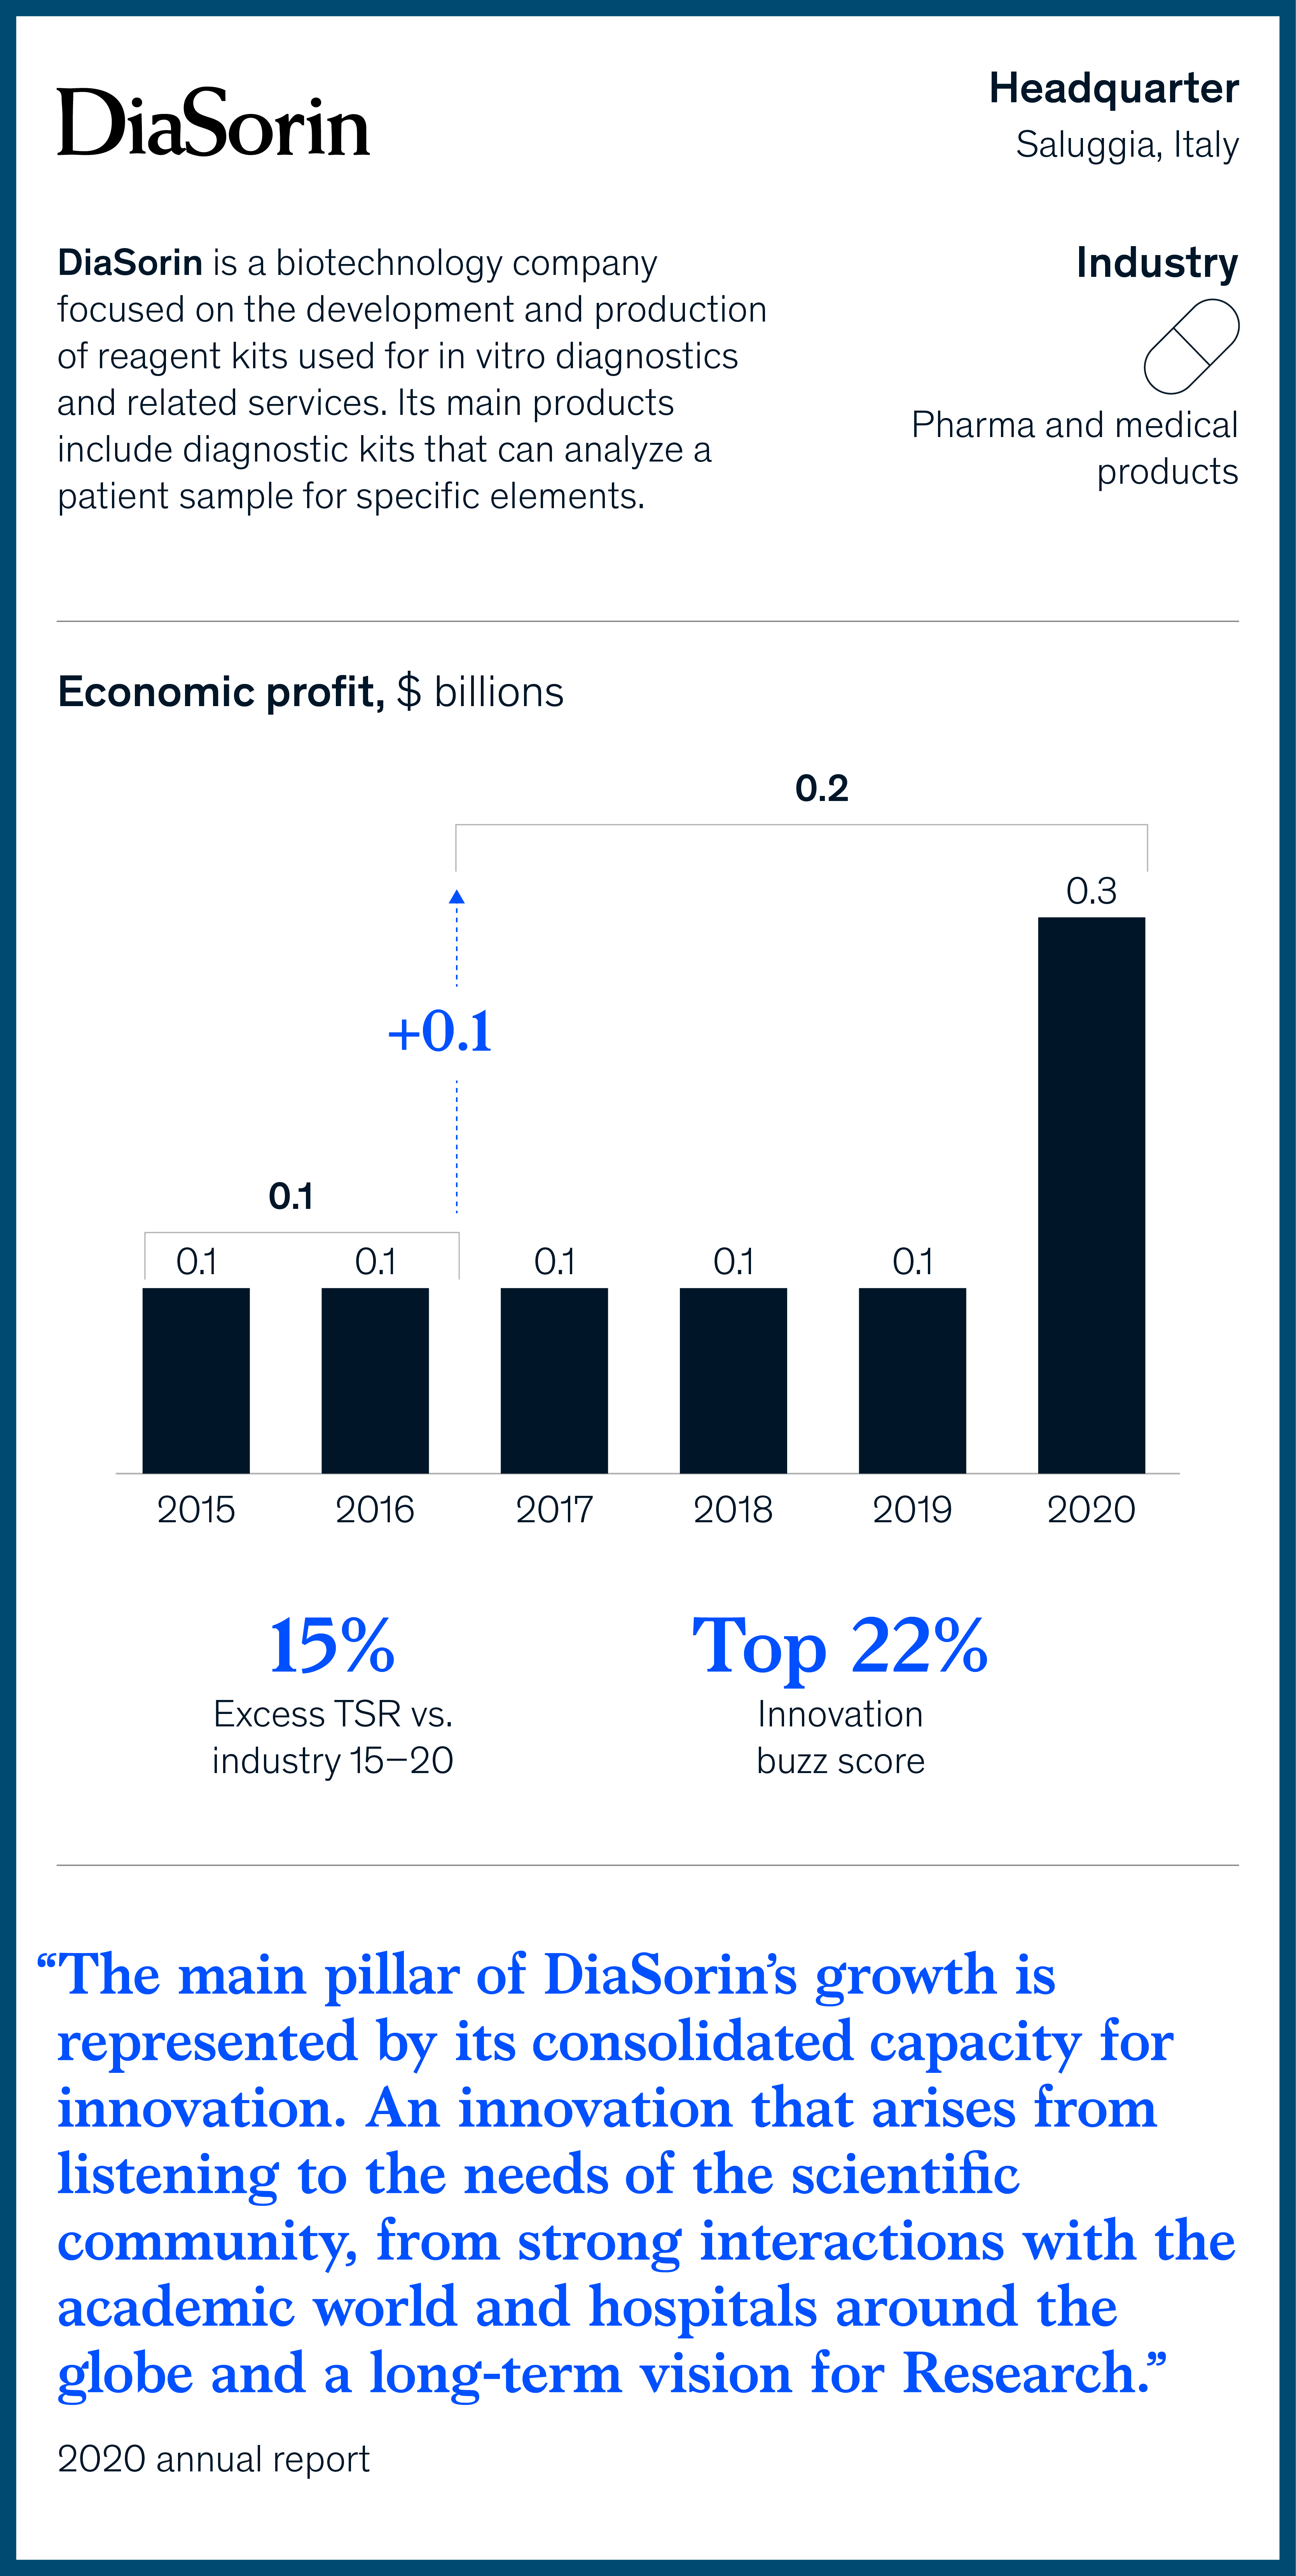 DiaSorin
Headquarter
Saluggia, Italy
DiaSorin is a biotechnology company
focused on the development and production
of reagent kits used for in vitro diagnostics
and related services. Its main products
include diagnostic kits that can analyze a
patient sample for specific elements.
Industry
Pharma and medical
products
Economic profit, $ billions
0.2
0.3
+0.1
0.1
0.1
0.1
0.1
0.1
0.1
2015
2016
2017
2018
2019
2020
15%
Excess TSR vs.
industry 15–20
Top 22%
Innovation
buzz score
“The main pillar of DiaSorin’s growth is
represented by its consolidated capacity for
innovation. An innovation that arises from
listening to the needs of the scientific
community, from strong interactions with the
academic world and hospitals around the
globe and a long-term vision for Research.”
2020 annual report